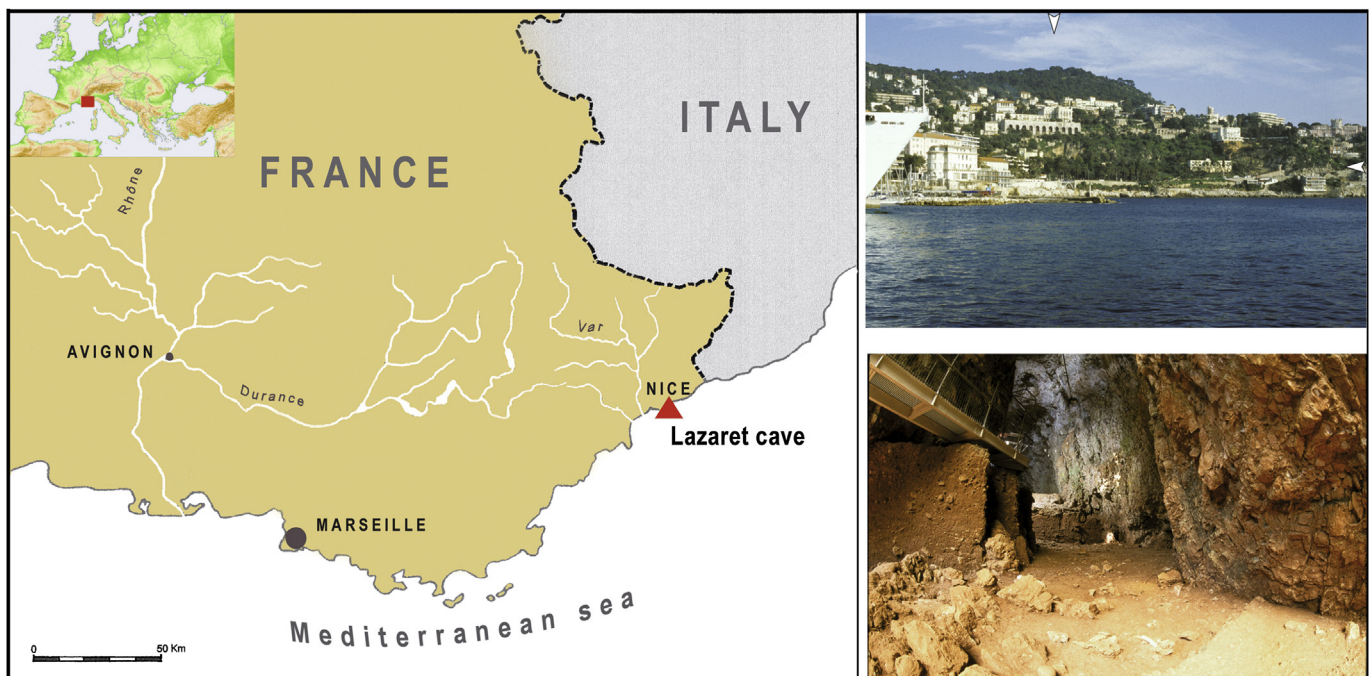 ITALY
FRANCE
Rhône
Var
AVIGNON
Durance
NICE
Lazaret cave
MARSEILLE
Mediterranean sea
0 50 Km